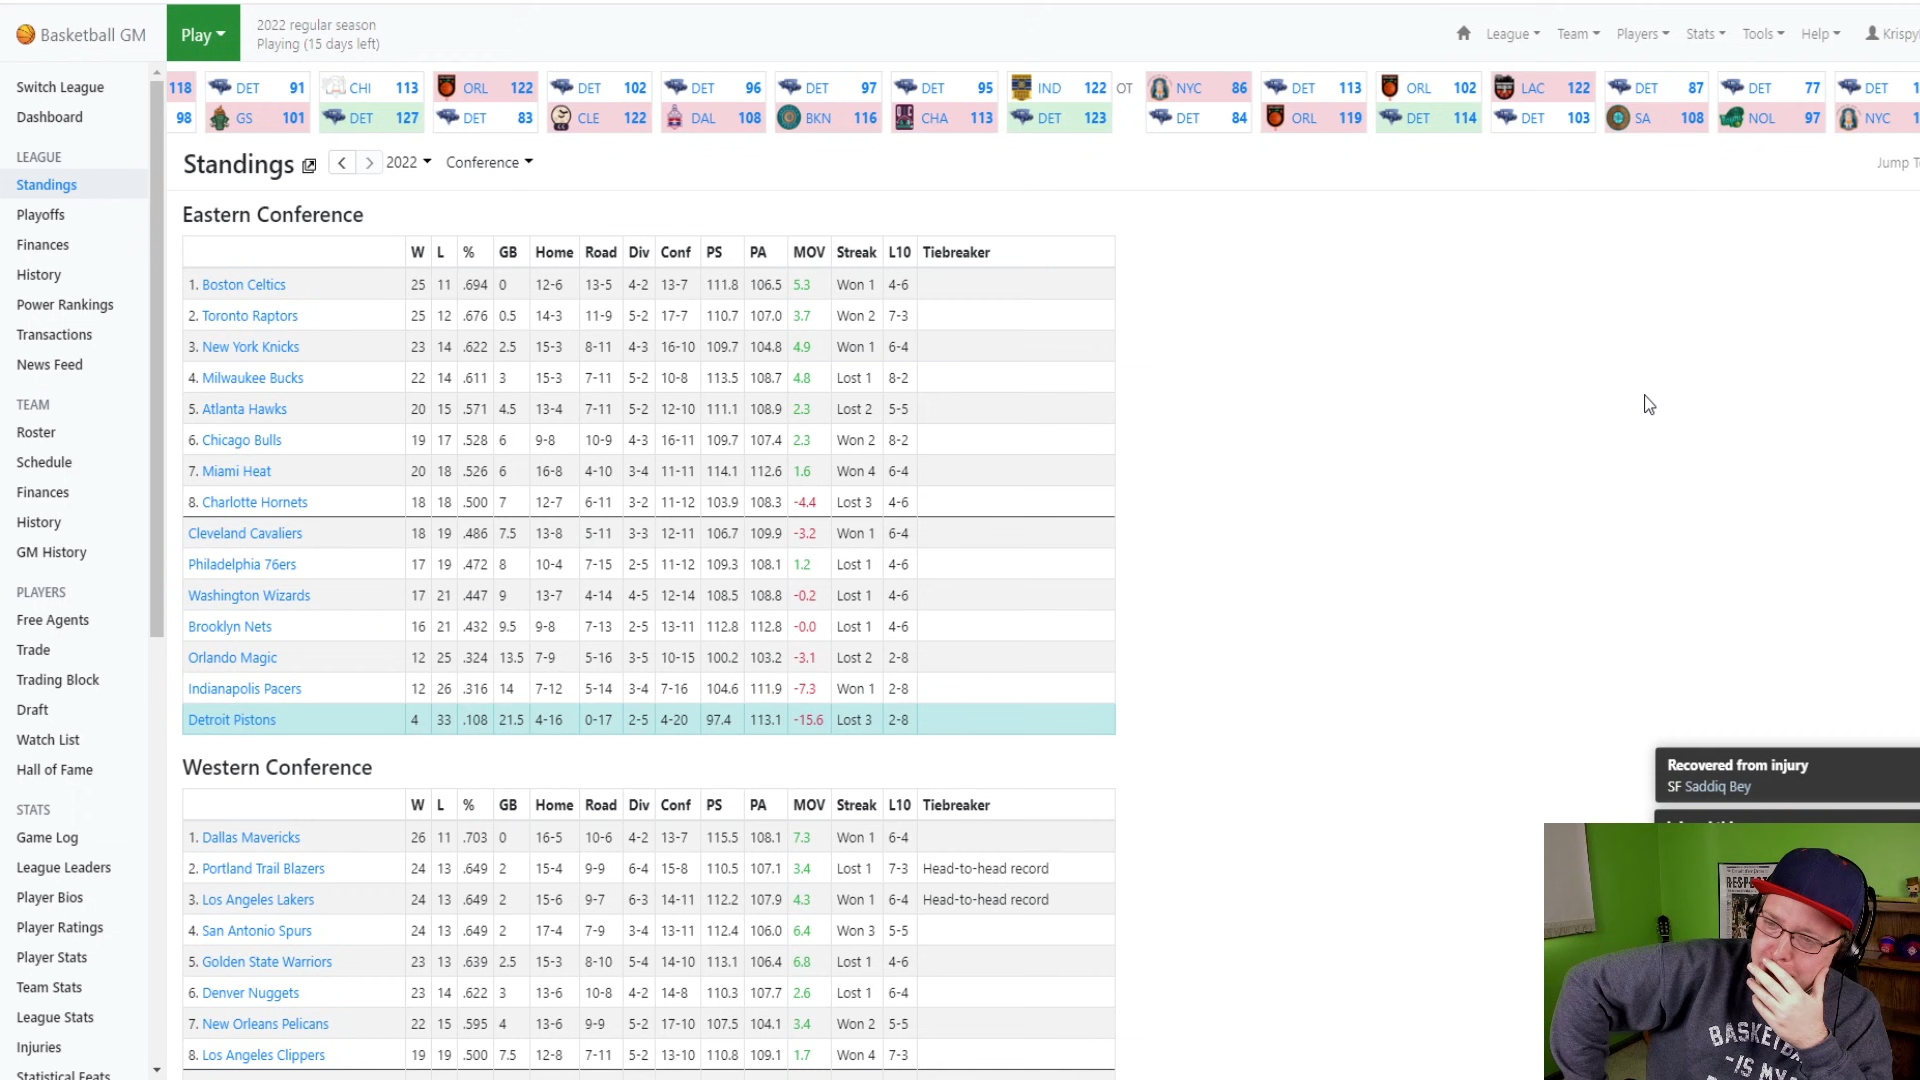 Basketball GM
Play
2022 regular season
Playing (15 days left)
League
Team
Players
Stats
Tools
Help
Switch League
Dashboard
LEAGUE
Standings
Playoffs
Finances
History
Power Rankings
Transactions
News Feed
TEAM
Roster
Schedule
Finances
History
GM History
PLAYERS
Free Agents
Trade
Trading Block
Draft
Watch List
Hall of Fame
STATS
Game Log
League Leaders
Player Bios
Player Ratings
Player Stats
Team Stats
League Stats
Injuries
Statistical Feats
118 DET 91 CHI 113 ORL 122 DET 102 DET 96 DET 97 DET 95 IND 122 OT NYC 86 DET 113 ORL 102 LAC 122 DET 87 DET 77 DET
98 GS 101 DET 127 DET 83 CLE 122 DAL 108 BKN 116 CHA 113 DET 123 DET 84 ORL 119 DET 114 DET 103 SA 108 NOL 97 NYC
Standings 2022 Conference
Eastern Conference
W L % GB Home Road Div Conf PS PA MOV Streak L10 Tiebreaker
1. Boston Celtics 25 11 .694 0 12-6 13-5 4-2 13-7 111.8 106.5 5.3 Won 1 4-6
2. Toronto Raptors 25 12 .676 0.5 14-3 11-9 5-2 17-7 110.7 107.0 3.7 Won 2 7-3
3. New York Knicks 23 14 .622 2.5 15-3 8-11 4-3 16-10 109.7 104.8 4.9 Won 1 6-4
4. Milwaukee Bucks 22 14 .611 3 15-3 7-11 5-2 10-8 113.5 108.7 4.8 Lost 1 8-2
5. Atlanta Hawks 20 15 .571 4.5 13-4 7-11 5-2 12-10 111.1 108.9 2.3 Lost 2 5-5
6. Chicago Bulls 19 17 .528 6 9-8 10-9 4-3 16-11 109.7 107.4 2.3 Won 2 8-2
7. Miami Heat 20 18 .526 6 16-8 4-10 3-4 11-11 114.1 112.6 1.6 Won 4 6-4
8. Charlotte Hornets 18 18 .500 7 12-7 6-11 3-2 11-12 103.9 108.3 -4.4 Lost 3 4-6
Cleveland Cavaliers 18 19 .486 7.5 13-8 5-11 3-3 12-11 106.7 109.9 -3.2 Won 1 6-4
Philadelphia 76ers 17 19 .472 8 10-4 7-15 2-5 11-12 109.3 108.1 1.2 Lost 1 4-6
Washington Wizards 17 21 .447 9 13-7 4-14 4-5 12-14 108.5 108.8 -0.2 Lost 1 4-6
Brooklyn Nets 16 21 .432 9.5 9-8 7-13 2-5 13-11 112.8 112.8 -0.0 Lost 1 4-6
Orlando Magic 12 25 .324 13.5 7-9 5-16 3-5 10-15 100.2 103.2 -3.1 Lost 2 2-8
Indianapolis Pacers 12 26 .316 14 7-12 5-14 3-4 7-16 104.6 111.9 -7.3 Won 1 2-8
Detroit Pistons 4 33 .108 21.5 4-16 0-17 2-5 4-20 97.4 113.1 -15.6 Lost 3 2-8
Western Conference
W L % GB Home Road Div Conf PS PA MOV Streak L10 Tiebreaker
1. Dallas Mavericks 26 11 .703 0 16-5 10-6 4-2 13-7 115.5 108.1 7.3 Won 1 6-4
2. Portland Trail Blazers 24 13 .649 2 15-4 9-9 6-4 15-8 110.5 107.1 3.4 Lost 1 7-3 Head-to-head record
3. Los Angeles Lakers 24 13 .649 2 15-6 9-7 6-3 14-11 112.2 107.9 4.3 Won 1 6-4 Head-to-head record
4. San Antonio Spurs 24 13 .649 2 17-4 7-9 3-4 13-11 112.4 106.0 6.4 Won 3 5-5
5. Golden State Warriors 23 13 .639 2.5 15-3 8-10 5-4 14-10 113.1 106.4 6.8 Lost 1 4-6
6. Denver Nuggets 23 14 .622 3 13-6 10-8 4-2 14-8 110.3 107.7 2.6 Lost 1 6-4
7. New Orleans Pelicans 22 15 .595 4 13-6 9-9 5-2 17-10 107.5 104.1 3.4 Won 2 5-5
8. Los Angeles Clippers 19 19 .500 7.5 12-8 7-11 5-2 13-10 110.8 109.1 1.7 Won 4 7-3
Recovered from injury
SF Saddiq Bey